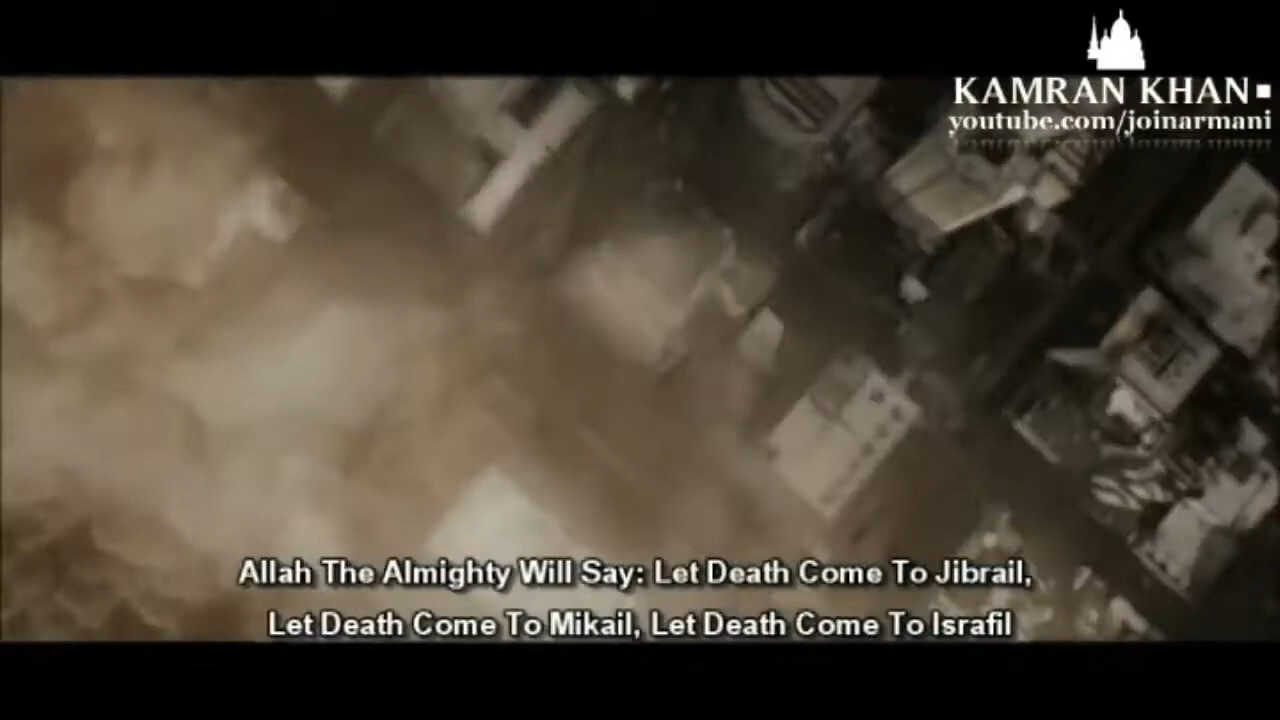 KAMRAN KHAN
youtube.com/joinarmani
Allah The Almighty Will Say: Let Death Come To Jibrail,
Let Death Come To Mikail, Let Death Come To Israfil